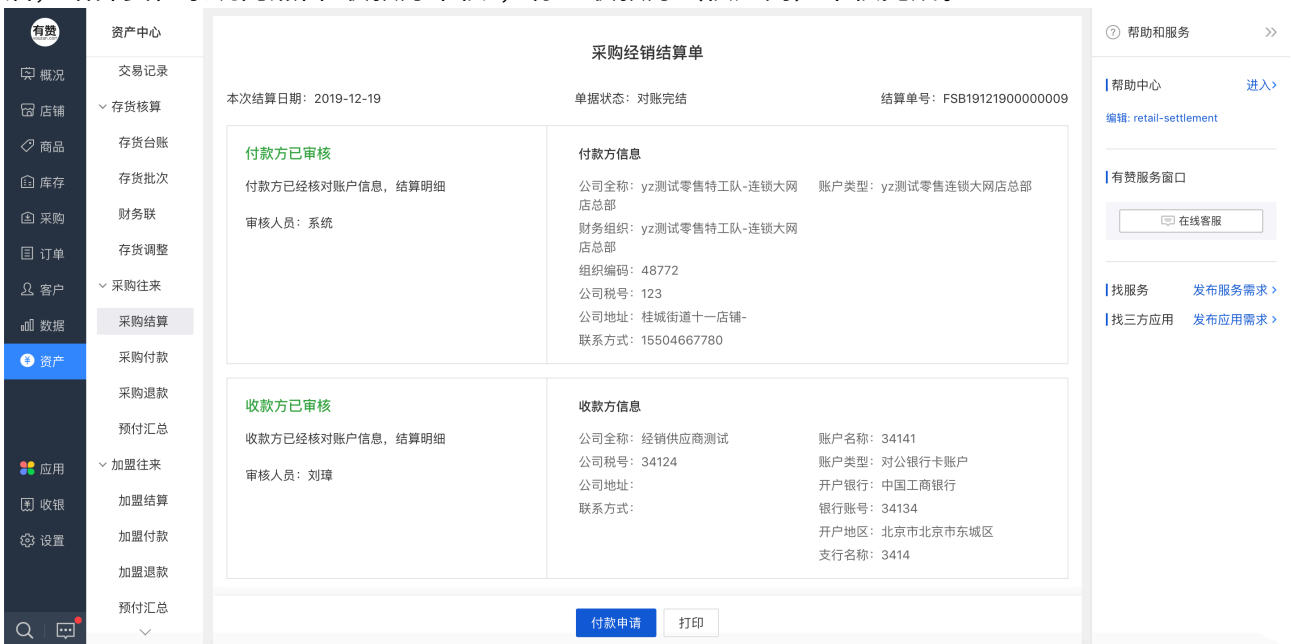 有赞
概况
店铺
商品
库存
采购
订单
客户
数据
资产
应用
收银
设置
资产中心
交易记录
存货核算
存货台账
存货批次
财务联
存货调整
采购往来
采购结算
采购付款
采购退款
预付汇总
加盟往来
加盟结算
加盟付款
加盟退款
预付汇总
采购经销结算单
本次结算日期：2019-12-19
单据状态：对账完结
结算单号：FSB19121900000009
付款方已审核
付款方已经核对账户信息，结算明细
审核人员：系统
付款方信息
公司全称：yz测试零售特工队-连锁大网
店总部
财务组织：yz测试零售特工队-连锁大网
店总部
组织编码：48772
公司税号：123
公司地址：桂城街道十一店铺-
联系方式：15504667780
账户类型：yz测试零售连锁大网店总部
收款方已审核
收款方已经核对账户信息，结算明细
审核人员：刘璋
收款方信息
公司全称：经销供应商测试
公司税号：34124
公司地址：
联系方式：
账户名称：34141
账户类型：对公银行卡账户
开户银行：中国工商银行
银行账号：34134
开户地区：北京市北京市东城区
支行名称：3414
付款申请
打印
帮助和服务
帮助中心
进入>
编辑: retail-settlement
有赞服务窗口
在线客服
找服务
发布服务需求>
找三方应用
发布应用需求>